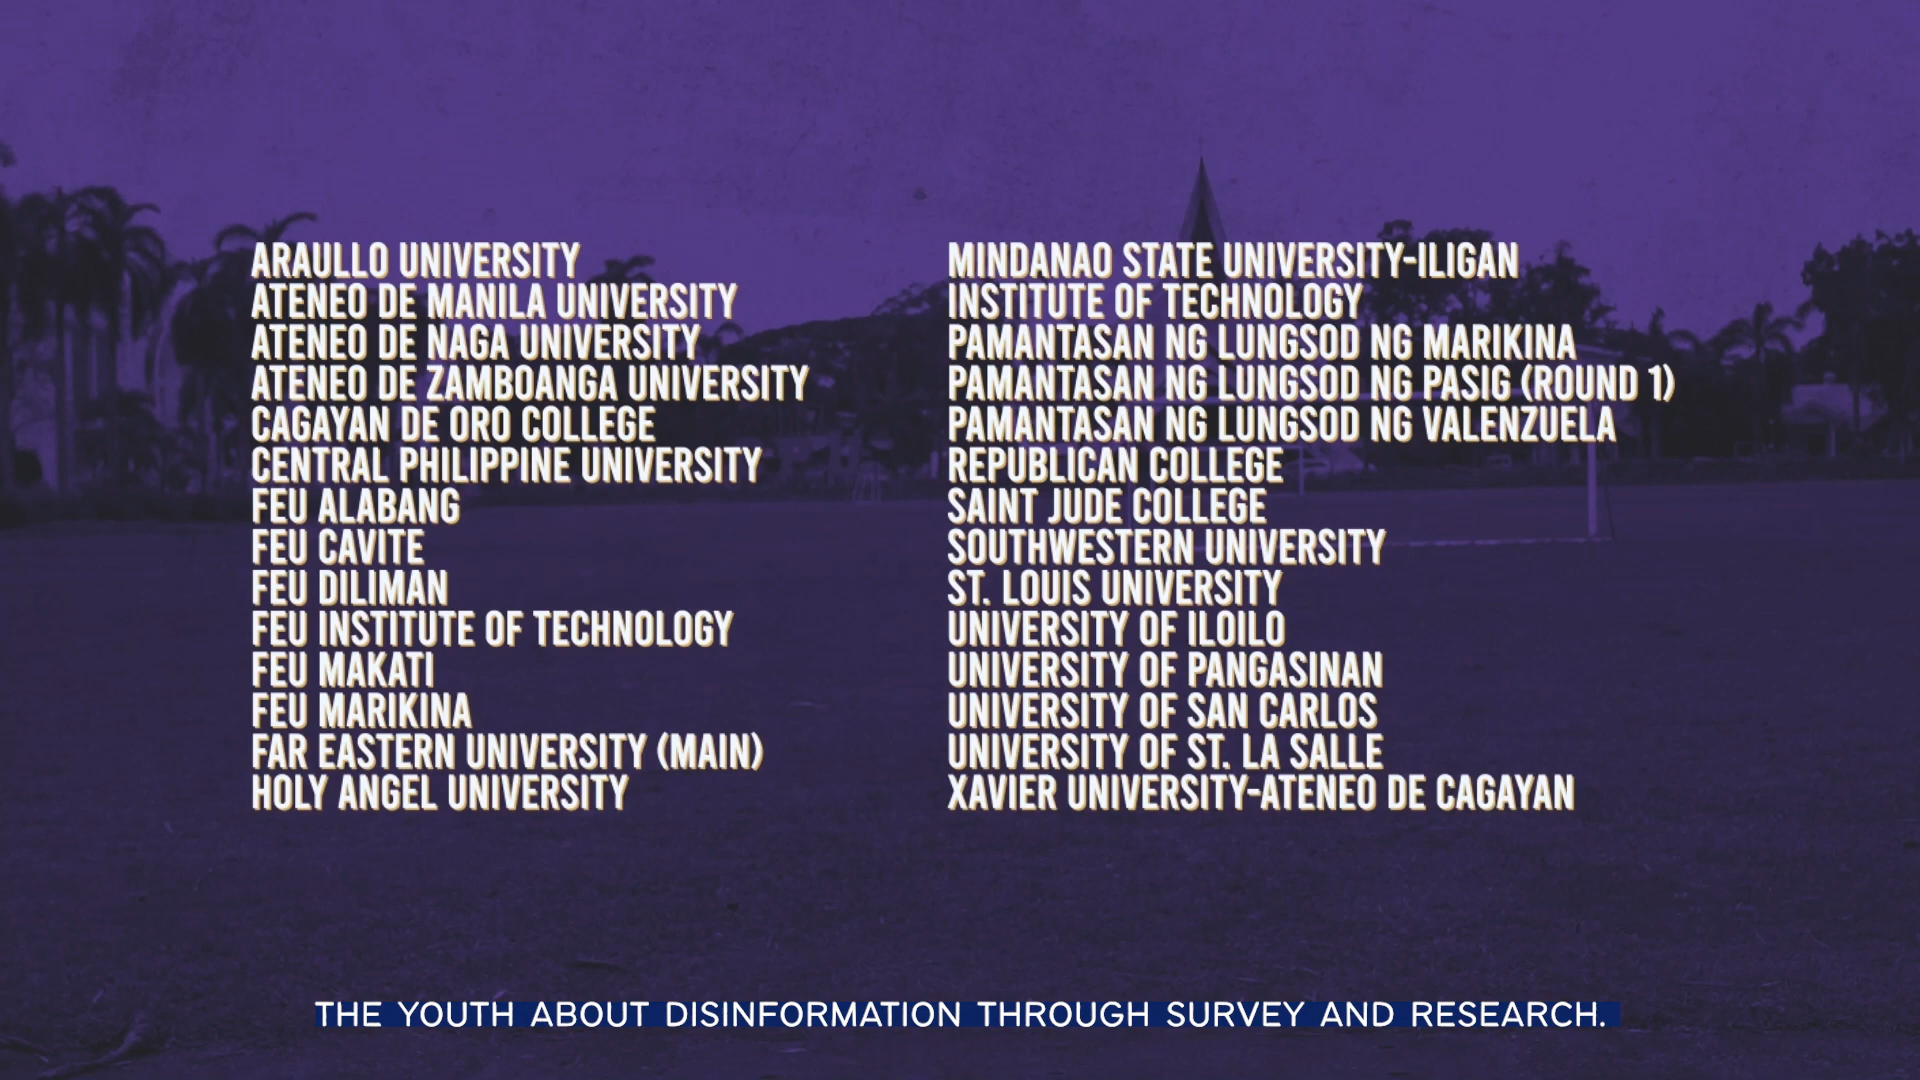 ARAULLO UNIVERSITY
ATENEO DE MANILA UNIVERSITY
ATENEO DE NAGA UNIVERSITY
ATENEO DE ZAMBOANGA UNIVERSITY
CAGAYAN DE ORO COLLEGE
CENTRAL PHILIPPINE UNIVERSITY
FEU ALABANG
FEU CAVITE
FEU DILIMAN
FEU INSTITUTE OF TECHNOLOGY
FEU MAKATI
FEU MARIKINA
FAR EASTERN UNIVERSITY (MAIN)
HOLY ANGEL UNIVERSITY
MINDANAO STATE UNIVERSITY-ILIGAN
INSTITUTE OF TECHNOLOGY
PAMANTASAN NG LUNGSOD NG MARIKINA
PAMANTASAN NG LUNGSOD NG PASIG (ROUND 1)
PAMANTASAN NG LUNGSOD NG VALENZUELA
REPUBLICAN COLLEGE
SAINT JUDE COLLEGE
SOUTHWESTERN UNIVERSITY
ST. LOUIS UNIVERSITY
UNIVERSITY OF ILOILO
UNIVERSITY OF PANGASINAN
UNIVERSITY OF SAN CARLOS
UNIVERSITY OF ST. LA SALLE
XAVIER UNIVERSITY-ATENEO DE CAGAYAN
THE YOUTH ABOUT DISINFORMATION THROUGH SURVEY AND RESEARCH.